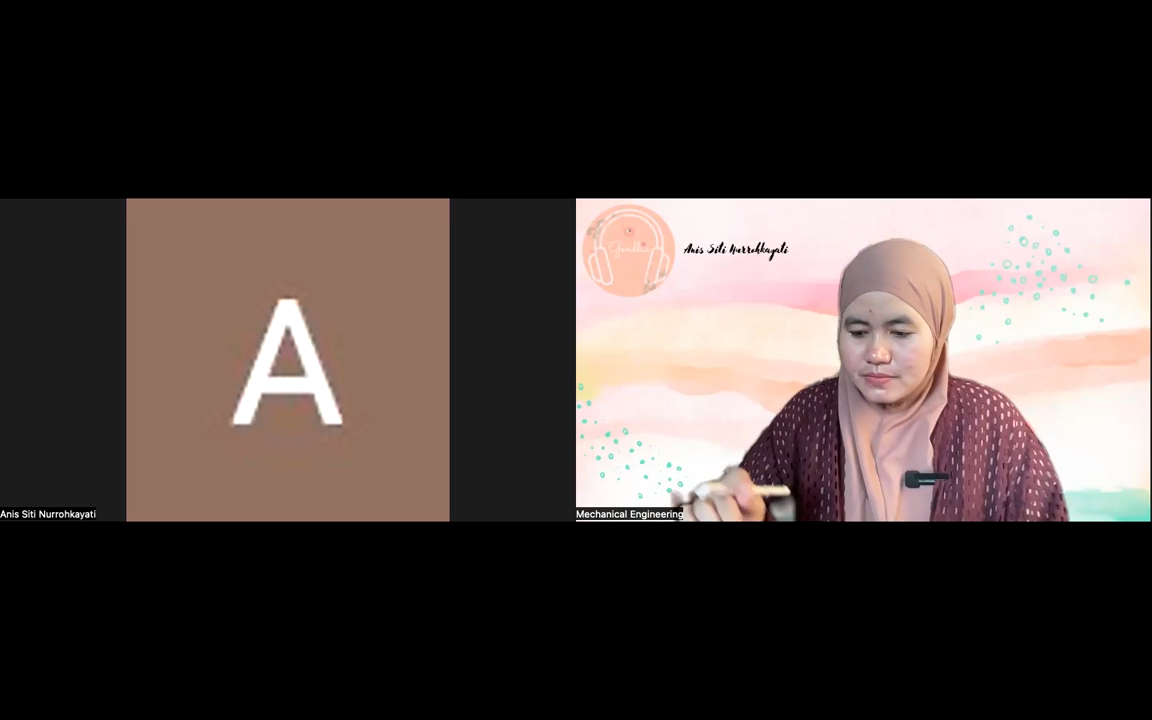 A
Anis Siti Nurrohkayati
Anis Siti Nurrohkayati
Mechanical Engineering